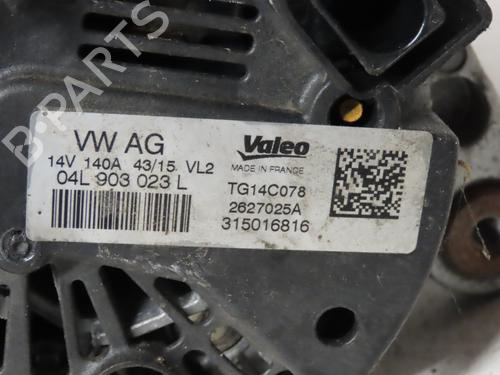 VW AG
14V 140A 43/15 VL2
04L 903 023 L
Valeo
MADE IN FRANCE
TG14C078
2627025A
315016816
B-PARTS